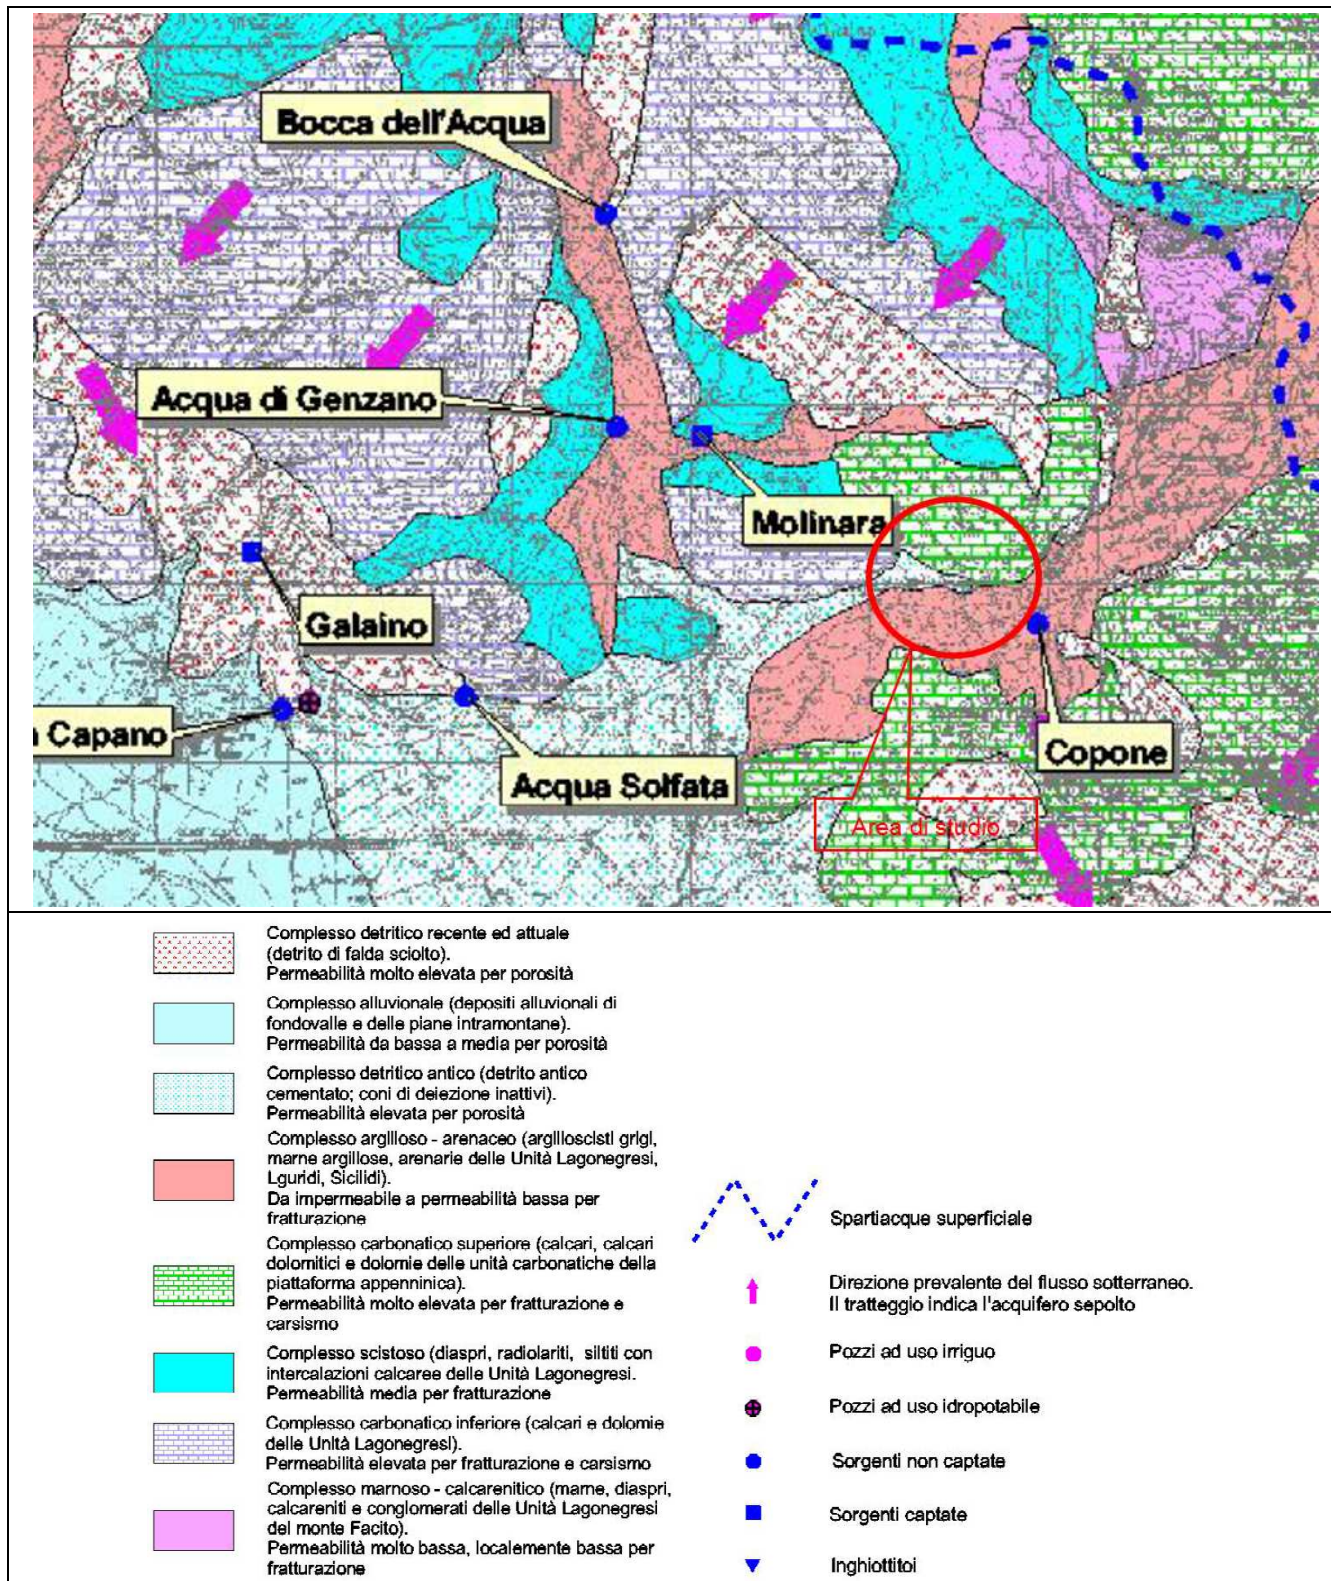 Bocca dell'Acqua
Acqua di Genzano
Molinara
Galaino
Capano
Acqua Solfata
Copone
Area di studio
Complesso detritico recente ed attuale
(detrito di falda sciolto).
Permeabilità molto elevata per porosità
Complesso alluvionale (depositi alluvionali di
fondovalle e delle piane intramontane).
Permeabilità da bassa a media per porosità
Complesso detritico antico (detrito antico
cementato; coni di deiezione inattivi).
Permeabilità elevata per porosità
Complesso argilloso - arenaceo (argilloscisti grigi,
marne argillose, arenarie delle Unità Lagonegresi,
Lguridi, Sicilidi).
Da impermeabile a permeabilità bassa per
fratturazione
Complesso carbonatico superiore (calcari, calcari
dolomitici e dolomie delle unità carbonatiche della
piattaforma appenninica).
Permeabilità molto elevata per fratturazione e
carsismo
Complesso scistoso (diaspri, radiolariti, siltiti con
intercalazioni calcaree delle Unità Lagonegresi.
Permeabilità media per fratturazione
Complesso carbonatico inferiore (calcari e dolomie
delle Unità Lagonegresi).
Permeabilità elevata per fratturazione e carsismo
Complesso marnoso - calcarenitico (marne, diaspri,
calcareniti e conglomerati delle Unità Lagonegresi
del monte Facito).
Permeabilità molto bassa, localmente bassa per
fratturazione
Spartiacque superficiale
Direzione prevalente del flusso sotterraneo.
Il tratteggio indica l'acquifero sepolto
Pozzi ad uso irriguo
Pozzi ad uso idropotabile
Sorgenti non captate
Sorgenti captate
Inghiottitoi